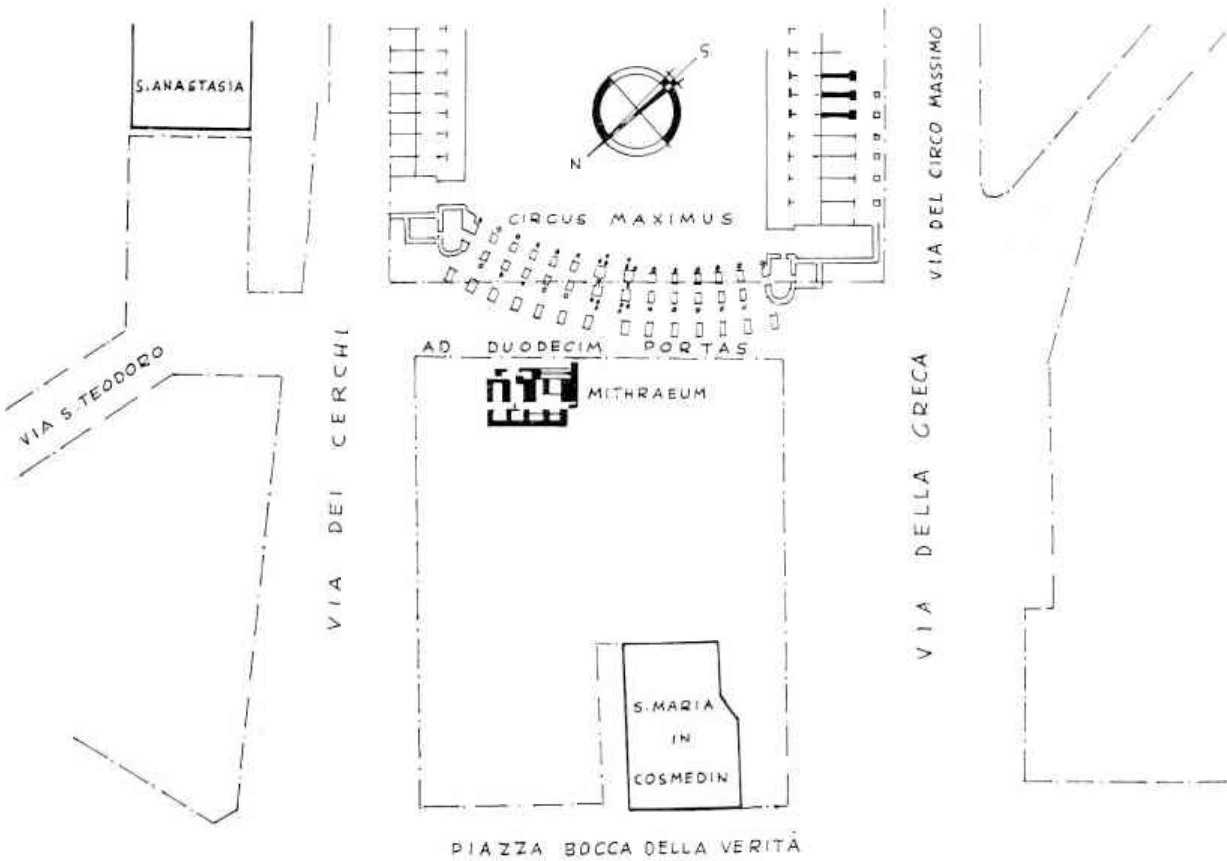 S. ANASTASIA
S
N
CIRCUS MAXIMUS
VIA DEL CIRCO MASSIMO
AD DUODECIM PORTAS
MITHRAEUM
VIA S. TEODORO
VIA DEI CERCHI
VIA DELLA GRECA
S. MARIA
IN
COSMEDIN
PIAZZA BOCCA DELLA VERITÀ